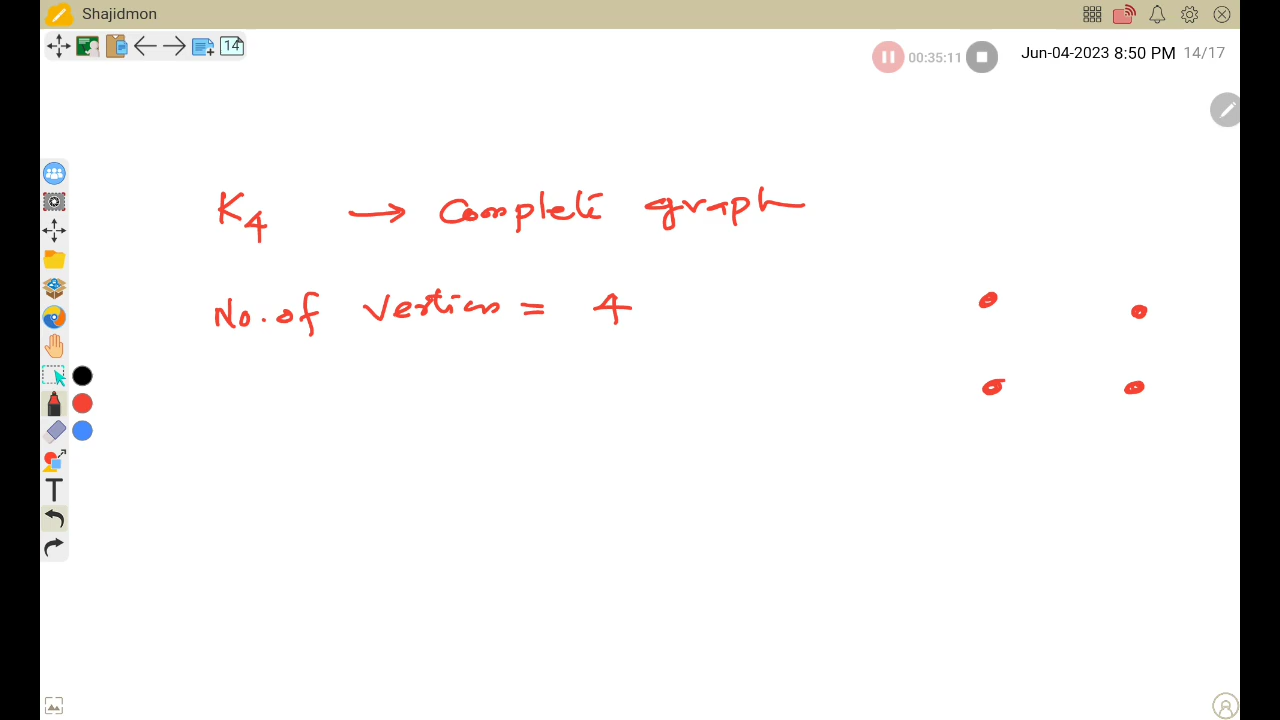 Shajidmon
14
00:35:11
Jun-04-2023 8:50 PM 14/17
K4 → Complete graph
No. of Vertices = 4